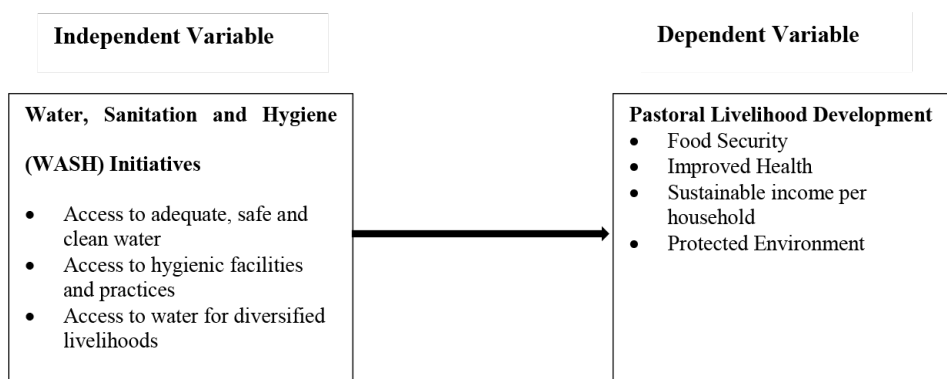 Independent Variable
Dependent Variable
Water, Sanitation and Hygiene
(WASH) Initiatives
• Access to adequate, safe and
clean water
• Access to hygienic facilities
and practices
• Access to water for diversified
livelihoods
Pastoral Livelihood Development
• Food Security
• Improved Health
• Sustainable income per
household
• Protected Environment